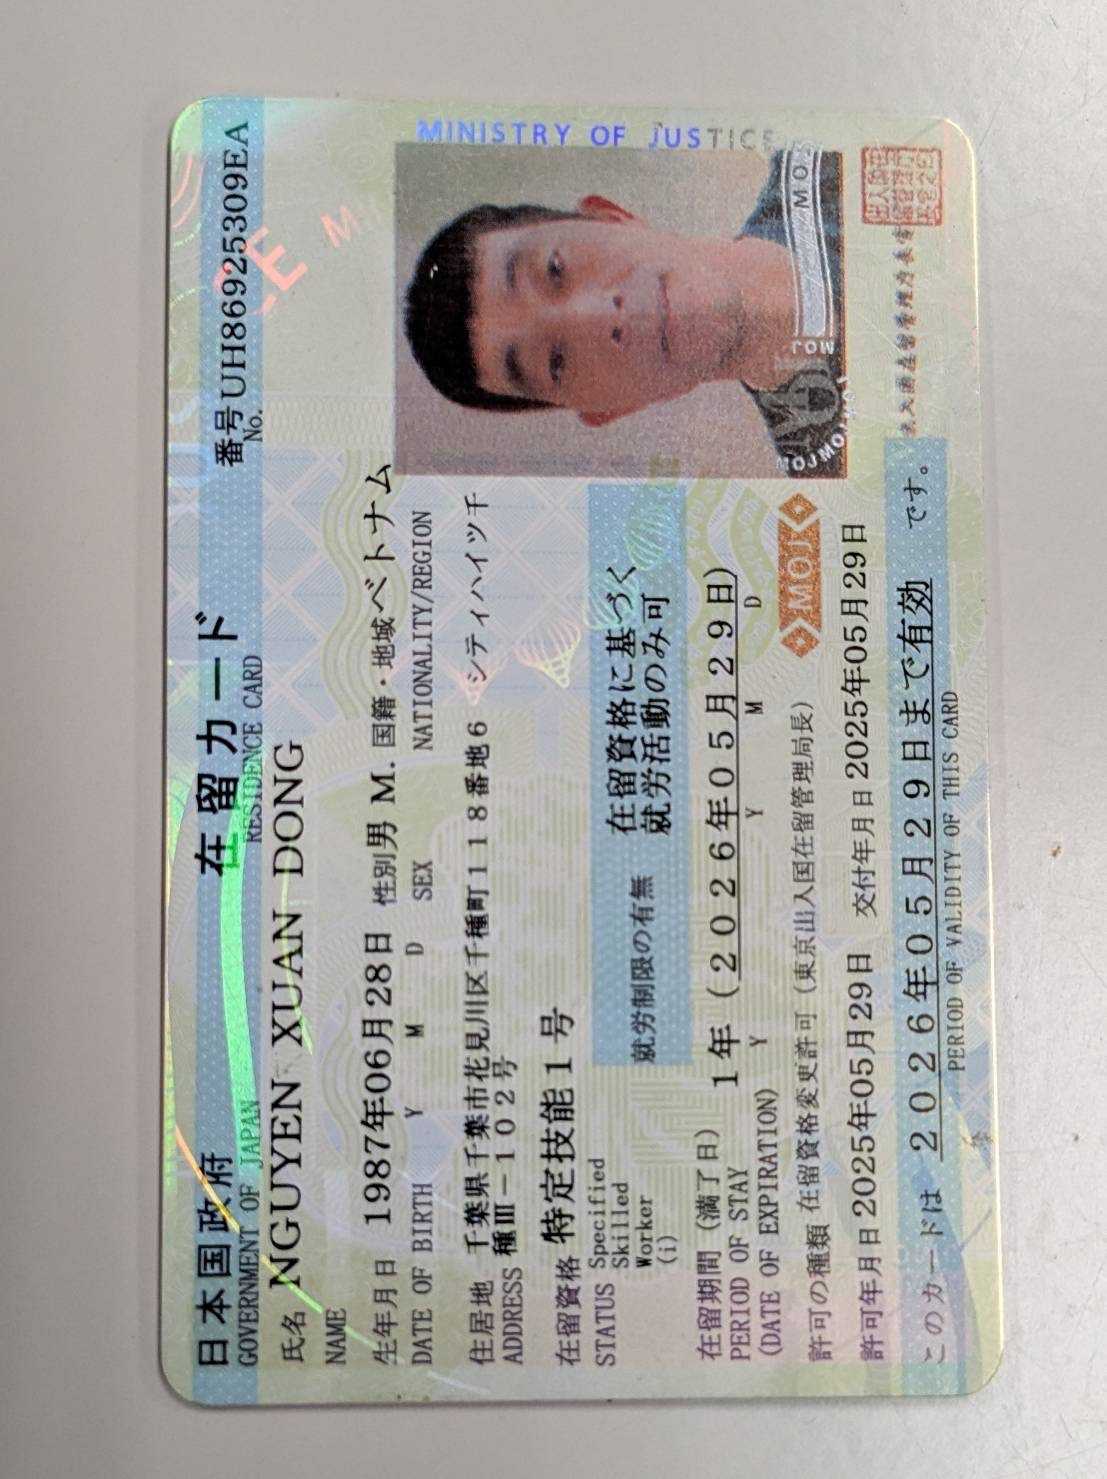 日本国政府 在留カード 番号 UH86925309EA
GOVERNMENT OF JAPAN RESIDENCE CARD No.
氏名 NGUYEN XUAN DONG
NAME
生年月日 1987年06月28日 性別 男 M. 国籍・地域 ベトナム
DATE OF BIRTH Y M D SEX NATIONALITY/REGION
住居地 千葉県千葉市花見川区千種町118番地6 シティハイツ千
ADDRESS 種Ⅲ-102号
在留資格 特定技能1号
STATUS Specified
Skilled
Worker
(i)
就労制限の有無 在留資格に基づく
就労活動のみ可
在留期間(満了日) 1年(2026年05月29日)
PERIOD OF STAY Y M D
(DATE OF EXPIRATION)
許可の種類 在留資格変更許可(東京出入国在留管理局長)
許可年月日 2025年05月29日 交付年月日 2025年05月29日
このカードは 2026年05月29日まで有効 です。
PERIOD OF VALIDITY OF THIS CARD
MINISTRY OF JUSTICE
MOJ
MOJ
MOJ